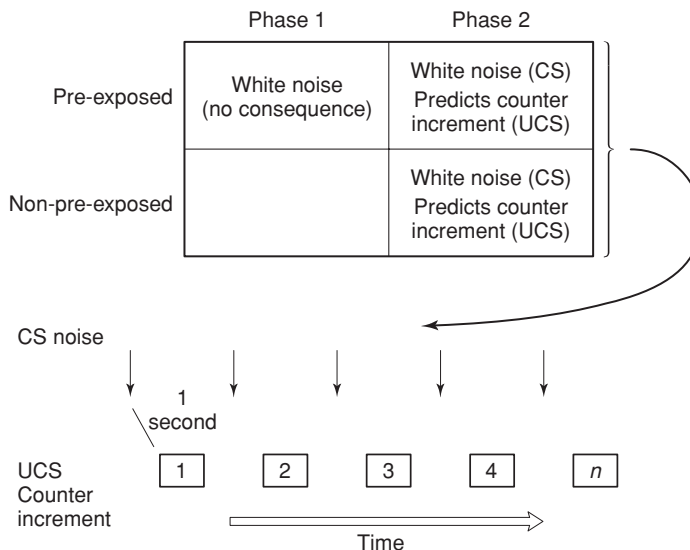 Phase 1 Phase 2
Pre-exposed
White noise
(no consequence)
White noise (CS)
Predicts counter
increment (UCS)
Non-pre-exposed
White noise (CS)
Predicts counter
increment (UCS)
CS noise
1
second
UCS
Counter
increment
1 2 3 4 n
Time